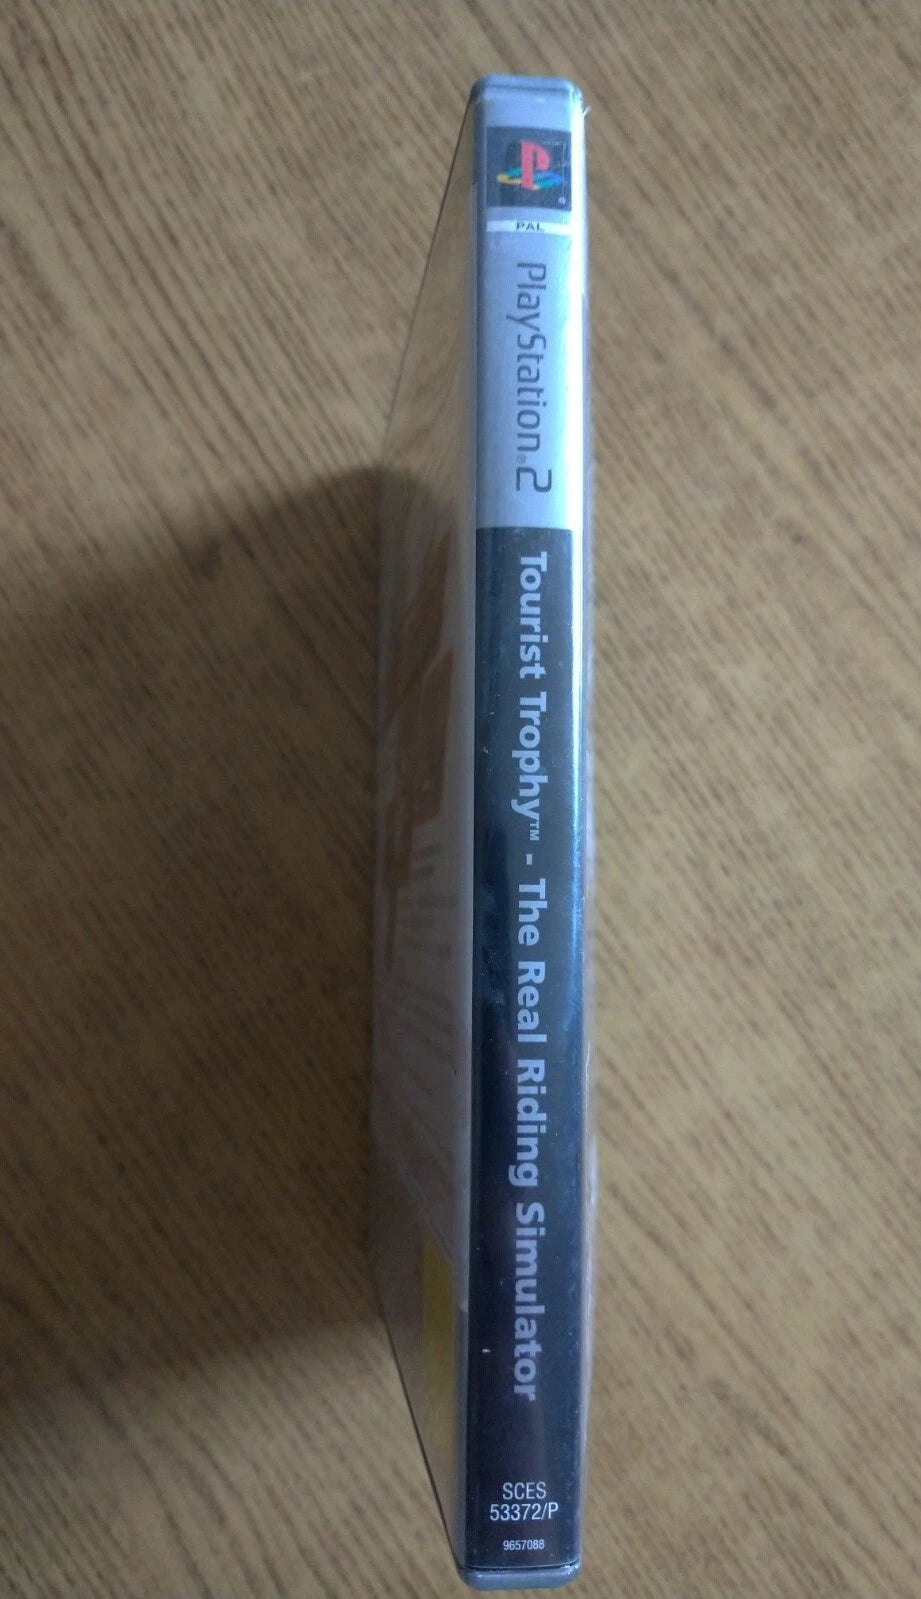 PAL
PlayStation®2
Tourist Trophy™ - The Real Riding Simulator
SCES
53372/P
9657088